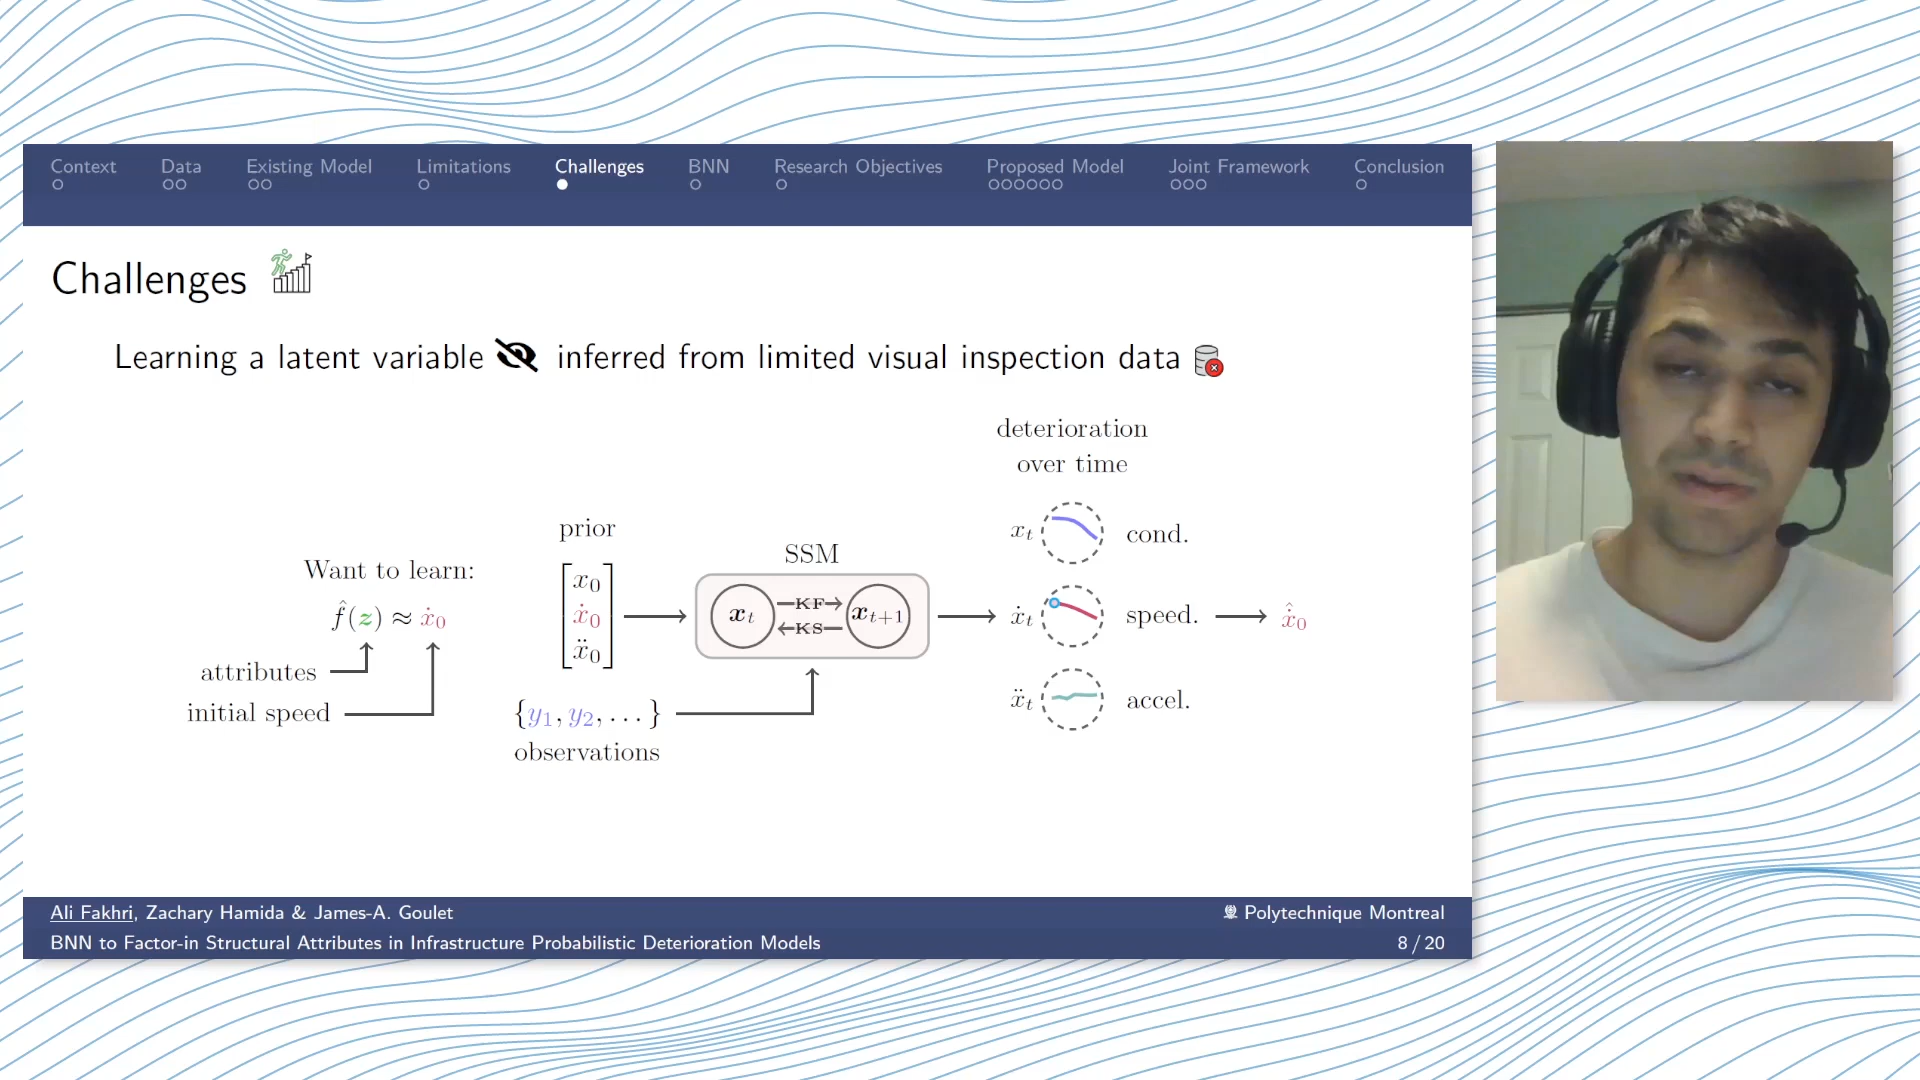 Context Data Existing Model Limitations Challenges BNN Research Objectives Proposed Model Joint Framework Conclusion
Challenges
Learning a latent variable inferred from limited visual inspection data
deterioration
over time
prior
SSM
Want to learn:
f̂(z) ≈ ẋ₀
attributes
initial speed
x₀
ẋ₀
ẍ₀
{y₁, y₂, . . . }
observations
xₜ
KF
KS
xₜ₊₁
xₜ cond.
ẋₜ speed. ẋ̂₀
ẍₜ accel.
Ali Fakhri, Zachary Hamida & James-A. Goulet Polytechnique Montreal
BNN to Factor-in Structural Attributes in Infrastructure Probabilistic Deterioration Models 8 / 20